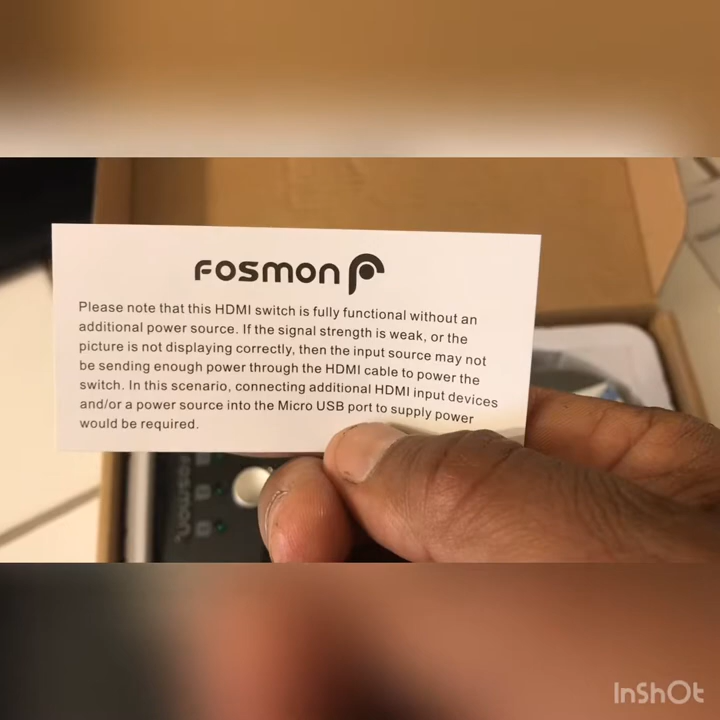 Fosmon
Please note that this HDMI switch is fully functional without an
additional power source. If the signal strength is weak, or the
picture is not displaying correctly, then the input source may not
be sending enough power through the HDMI cable to power the
switch. In this scenario, connecting additional HDMI input devices
and/or a power source into the Micro USB port to supply power
would be required.
Fosmon
InShOt